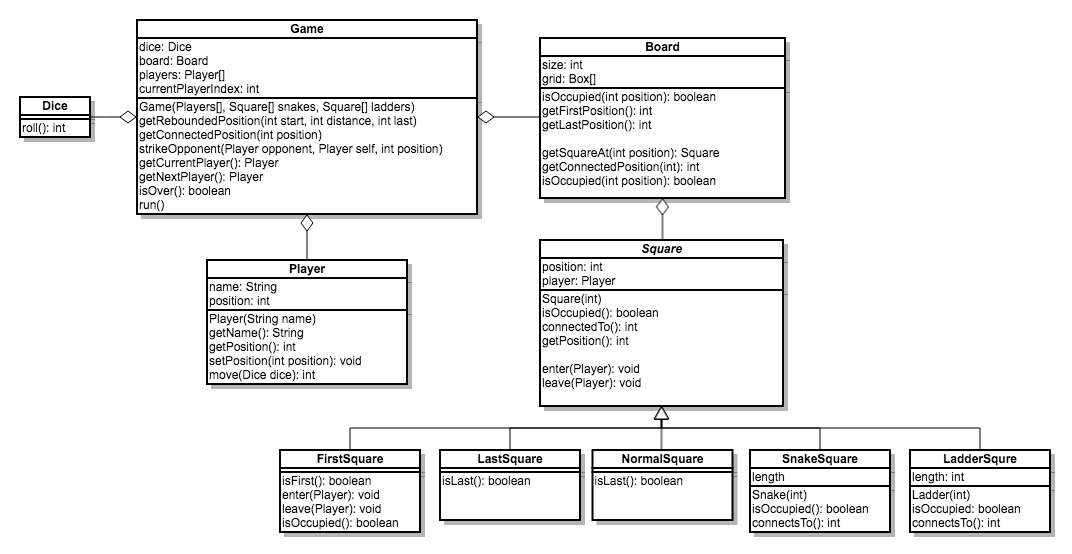 Game
dice: Dice
board: Board
players: Player[]
currentPlayerIndex: int
Game(Players[], Square[] snakes, Square[] ladders)
getReboundedPosition(int start, int distance, int last)
getConnectedPosition(int position)
strikeOpponent(Player opponent, Player self, int position)
getCurrentPlayer(): Player
getNextPlayer(): Player
isOver(): boolean
run()
Board
size: int
grid: Box[]
isOccupied(int position): boolean
getFirstPosition(): int
getLastPosition(): int
getSquareAt(int position): Square
getConnectedPosition(int): int
isOccupied(int position): boolean
Dice
roll(): int
Player
name: String
position: int
Player(String name)
getName(): String
getPosition(): int
setPosition(int position): void
move(Dice dice): int
Square
position: int
player: Player
Square(int)
isOccupied(): boolean
connectedTo(): int
getPosition(): int
enter(Player): void
leave(Player): void
FirstSquare
isFirst(): boolean
enter(Player): void
leave(Player): void
isOccupied(): boolean
LastSquare
isLast(): boolean
NormalSquare
isLast(): boolean
SnakeSquare
length
Snake(int)
isOccupied(): boolean
connectsTo(): int
LadderSqure
length: int
Ladder(int)
isOccupied: boolean
connectsTo(): int